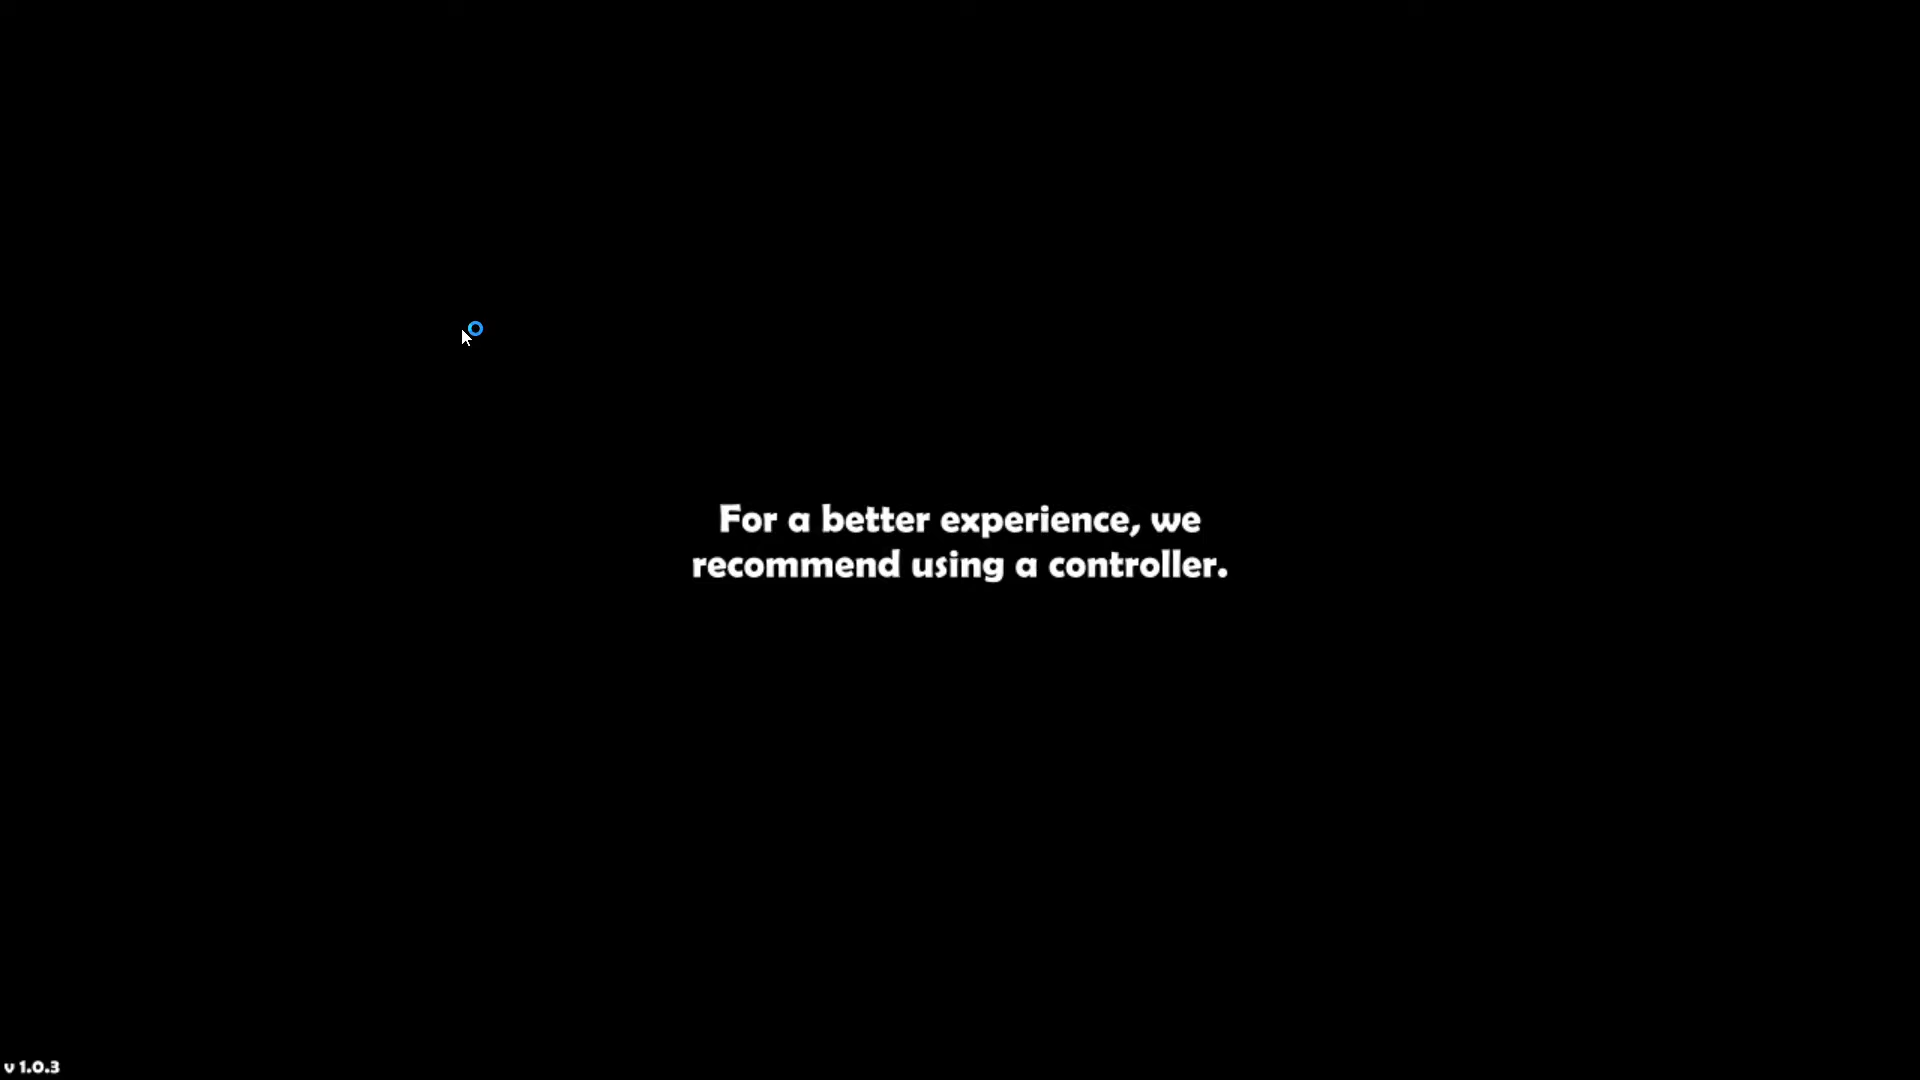 For a better experience, we
recommend using a controller.
v 1.0.3